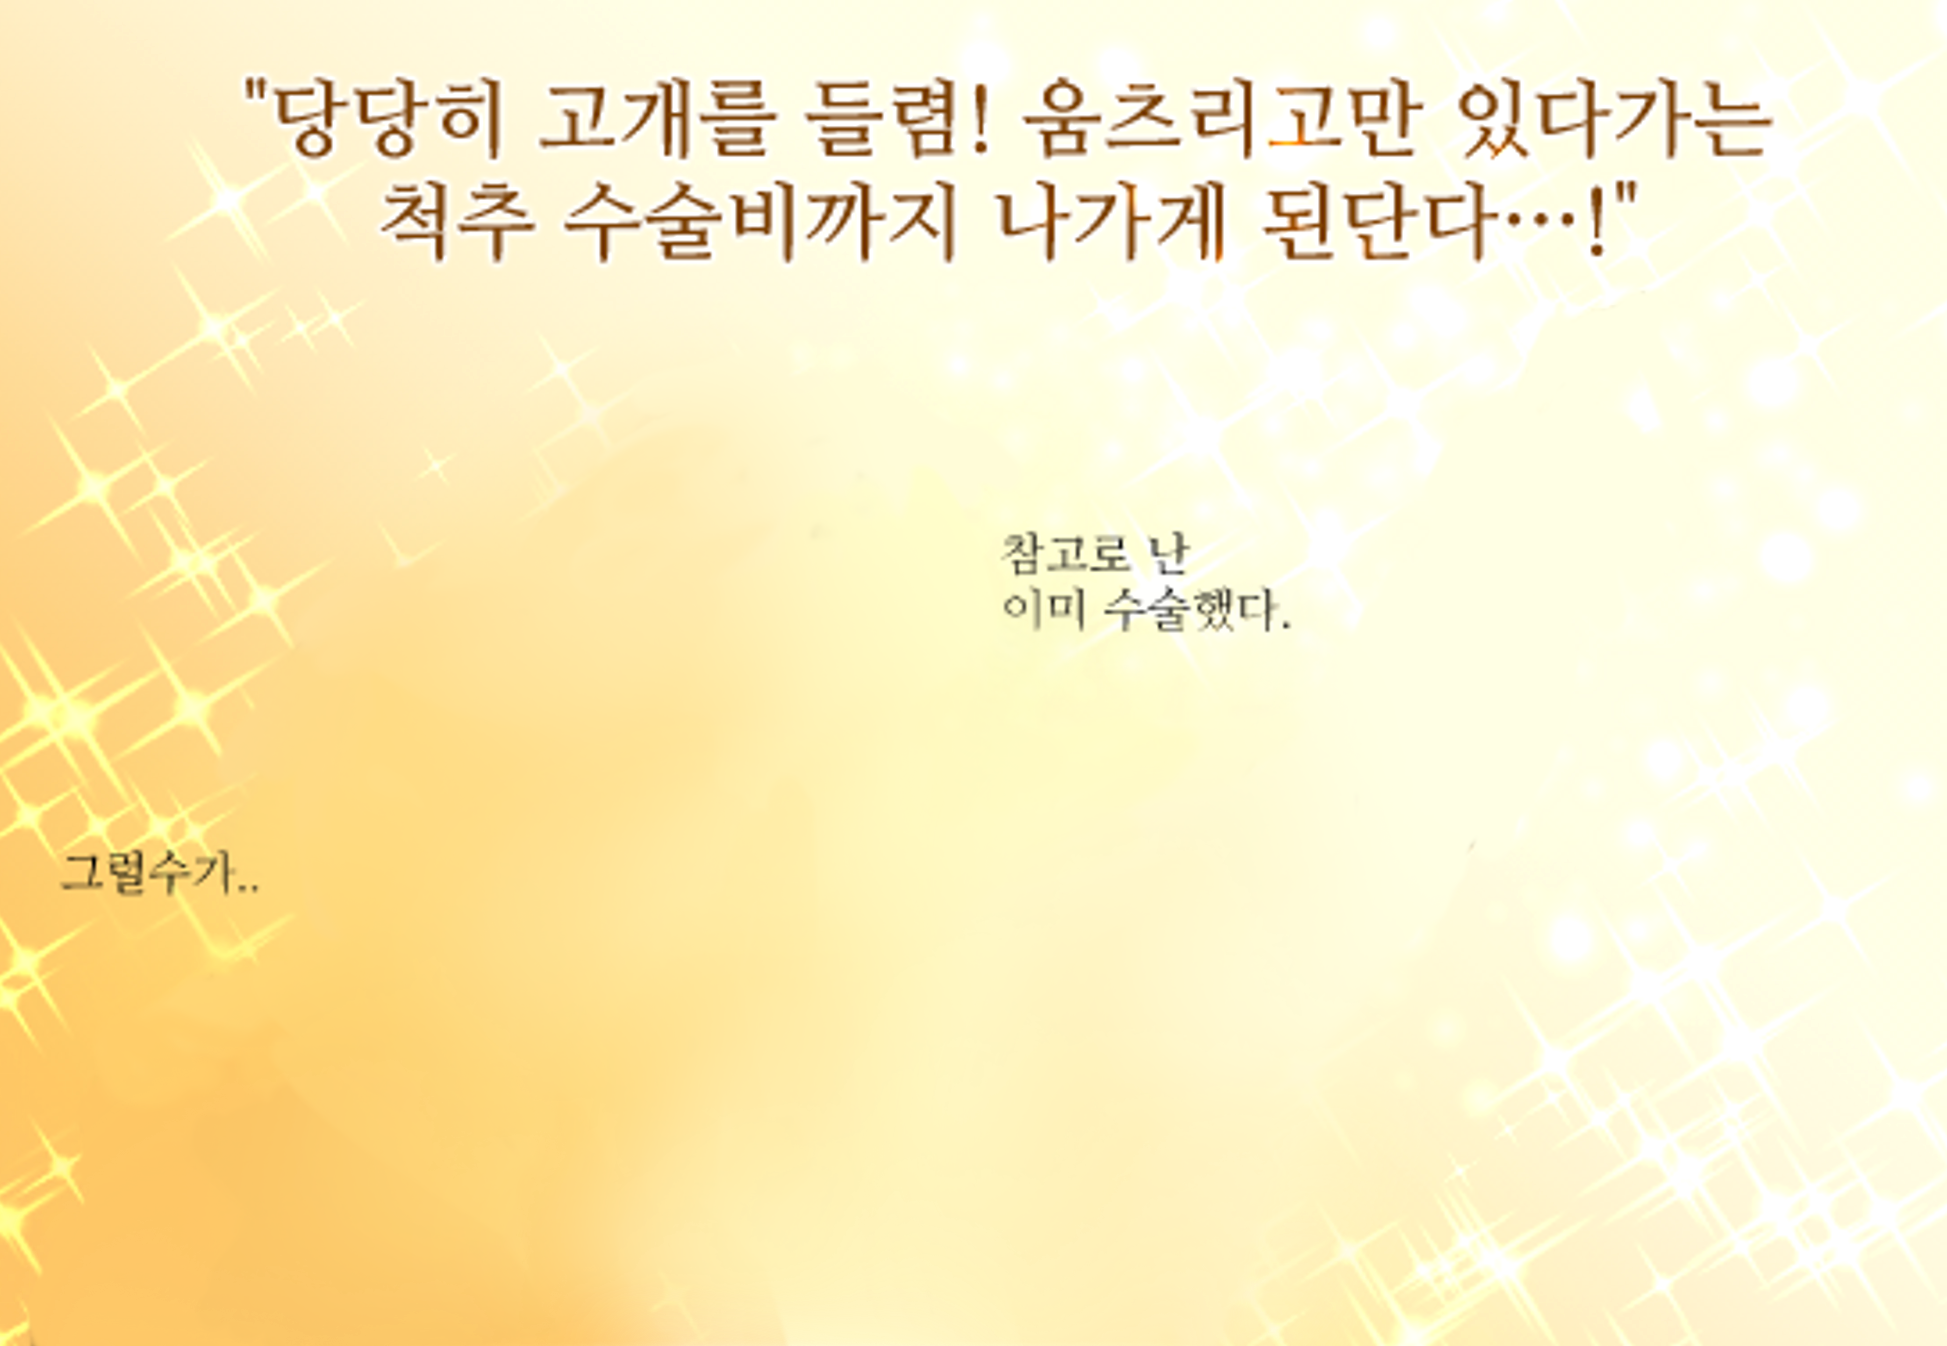 "당당히 고개를 들렴! 움츠리고만 있다가는
척추 수술비까지 나가게 된단다…!"
참고로 난
이미 수술했다.
그럴수가..